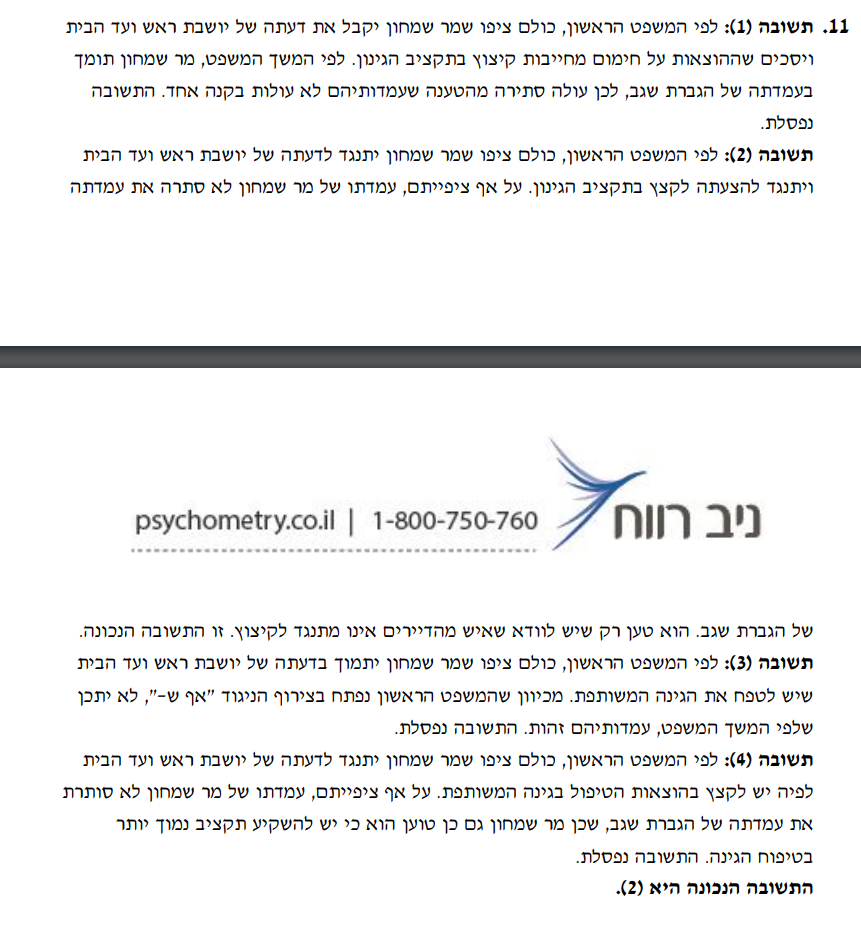 11. תשובה (1): לפי המשפט הראשון, כולם ציפו שמר שמחון יקבל את דעתה של יושבת ראש ועד הבית
ויסכים שההוצאות על חימום מחייבות קיצוץ בתקציב הגינון. לפי המשך המשפט, מר שמחון תומך
בעמדתה של הגברת שגב, לכן עולה סתירה מהטענה שעמדותיהם לא עולות בקנה אחד. התשובה
נפסלת.
תשובה (2): לפי המשפט הראשון, כולם ציפו שמר שמחון יתנגד לדעתה של יושבת ראש ועד הבית
ויתנגד להצעתה לקצץ בתקציב הגינון. על אף ציפייתם, עמדתו של מר שמחון לא סתרה את עמדתה
psychometry.co.il | 1-800-750-760
ניב רווח
של הגברת שגב. הוא טען רק שיש לוודא שאיש מהדיירים אינו מתנגד לקיצוץ. זו התשובה הנכונה.
תשובה (3): לפי המשפט הראשון, כולם ציפו שמר שמחון יתמוך בדעתה של יושבת ראש ועד הבית
שיש לטפח את הגינה המשותפת. מכיוון שהמשפט הראשון נפתח בצירוף הניגוד "אף ש-", לא יתכן
שלפי המשך המשפט, עמדותיהם זהות. התשובה נפסלת.
תשובה (4): לפי המשפט הראשון, כולם ציפו שמר שמחון יתנגד לדעתה של יושבת ראש ועד הבית
לפיה יש לקצץ בהוצאות הטיפול בגינה המשותפת. על אף ציפייתם, עמדתו של מר שמחון לא סותרת
את עמדתה של הגברת שגב, שכן מר שמחון גם כן טוען הוא כי יש להשקיע תקציב נמוך יותר
בטיפוח הגינה. התשובה נפסלת.
התשובה הנכונה היא (2).